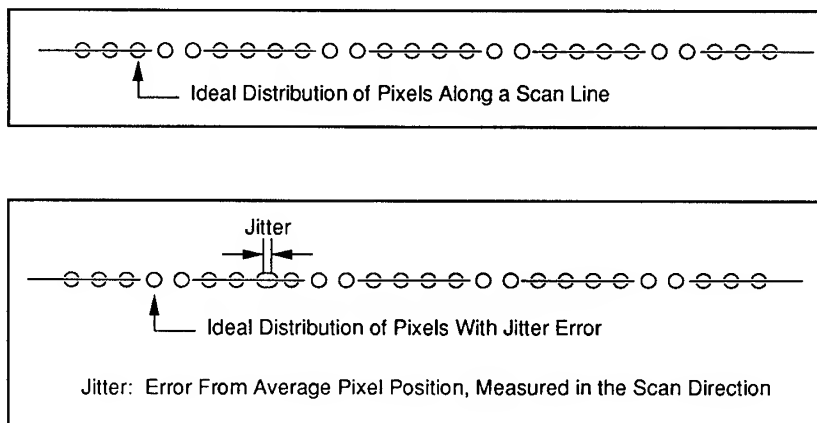 Ideal Distribution of Pixels Along a Scan Line
Jitter
Ideal Distribution of Pixels With Jitter Error
Jitter: Error From Average Pixel Position, Measured in the Scan Direction